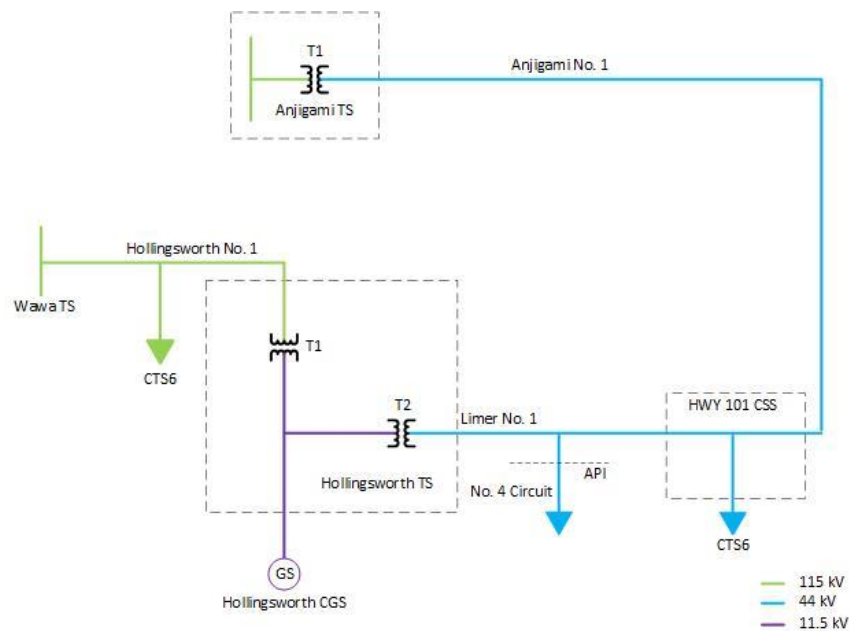 T1
Anjigami No. 1
Anjigami TS
Hollingsworth No. 1
Wawa TS
T1
CTS6
T2
Limer No. 1
HWY 101 CSS
Hollingsworth TS
No. 4 Circuit
API
CTS6
GS
Hollingsworth CGS
115 kV
44 kV
11.5 kV